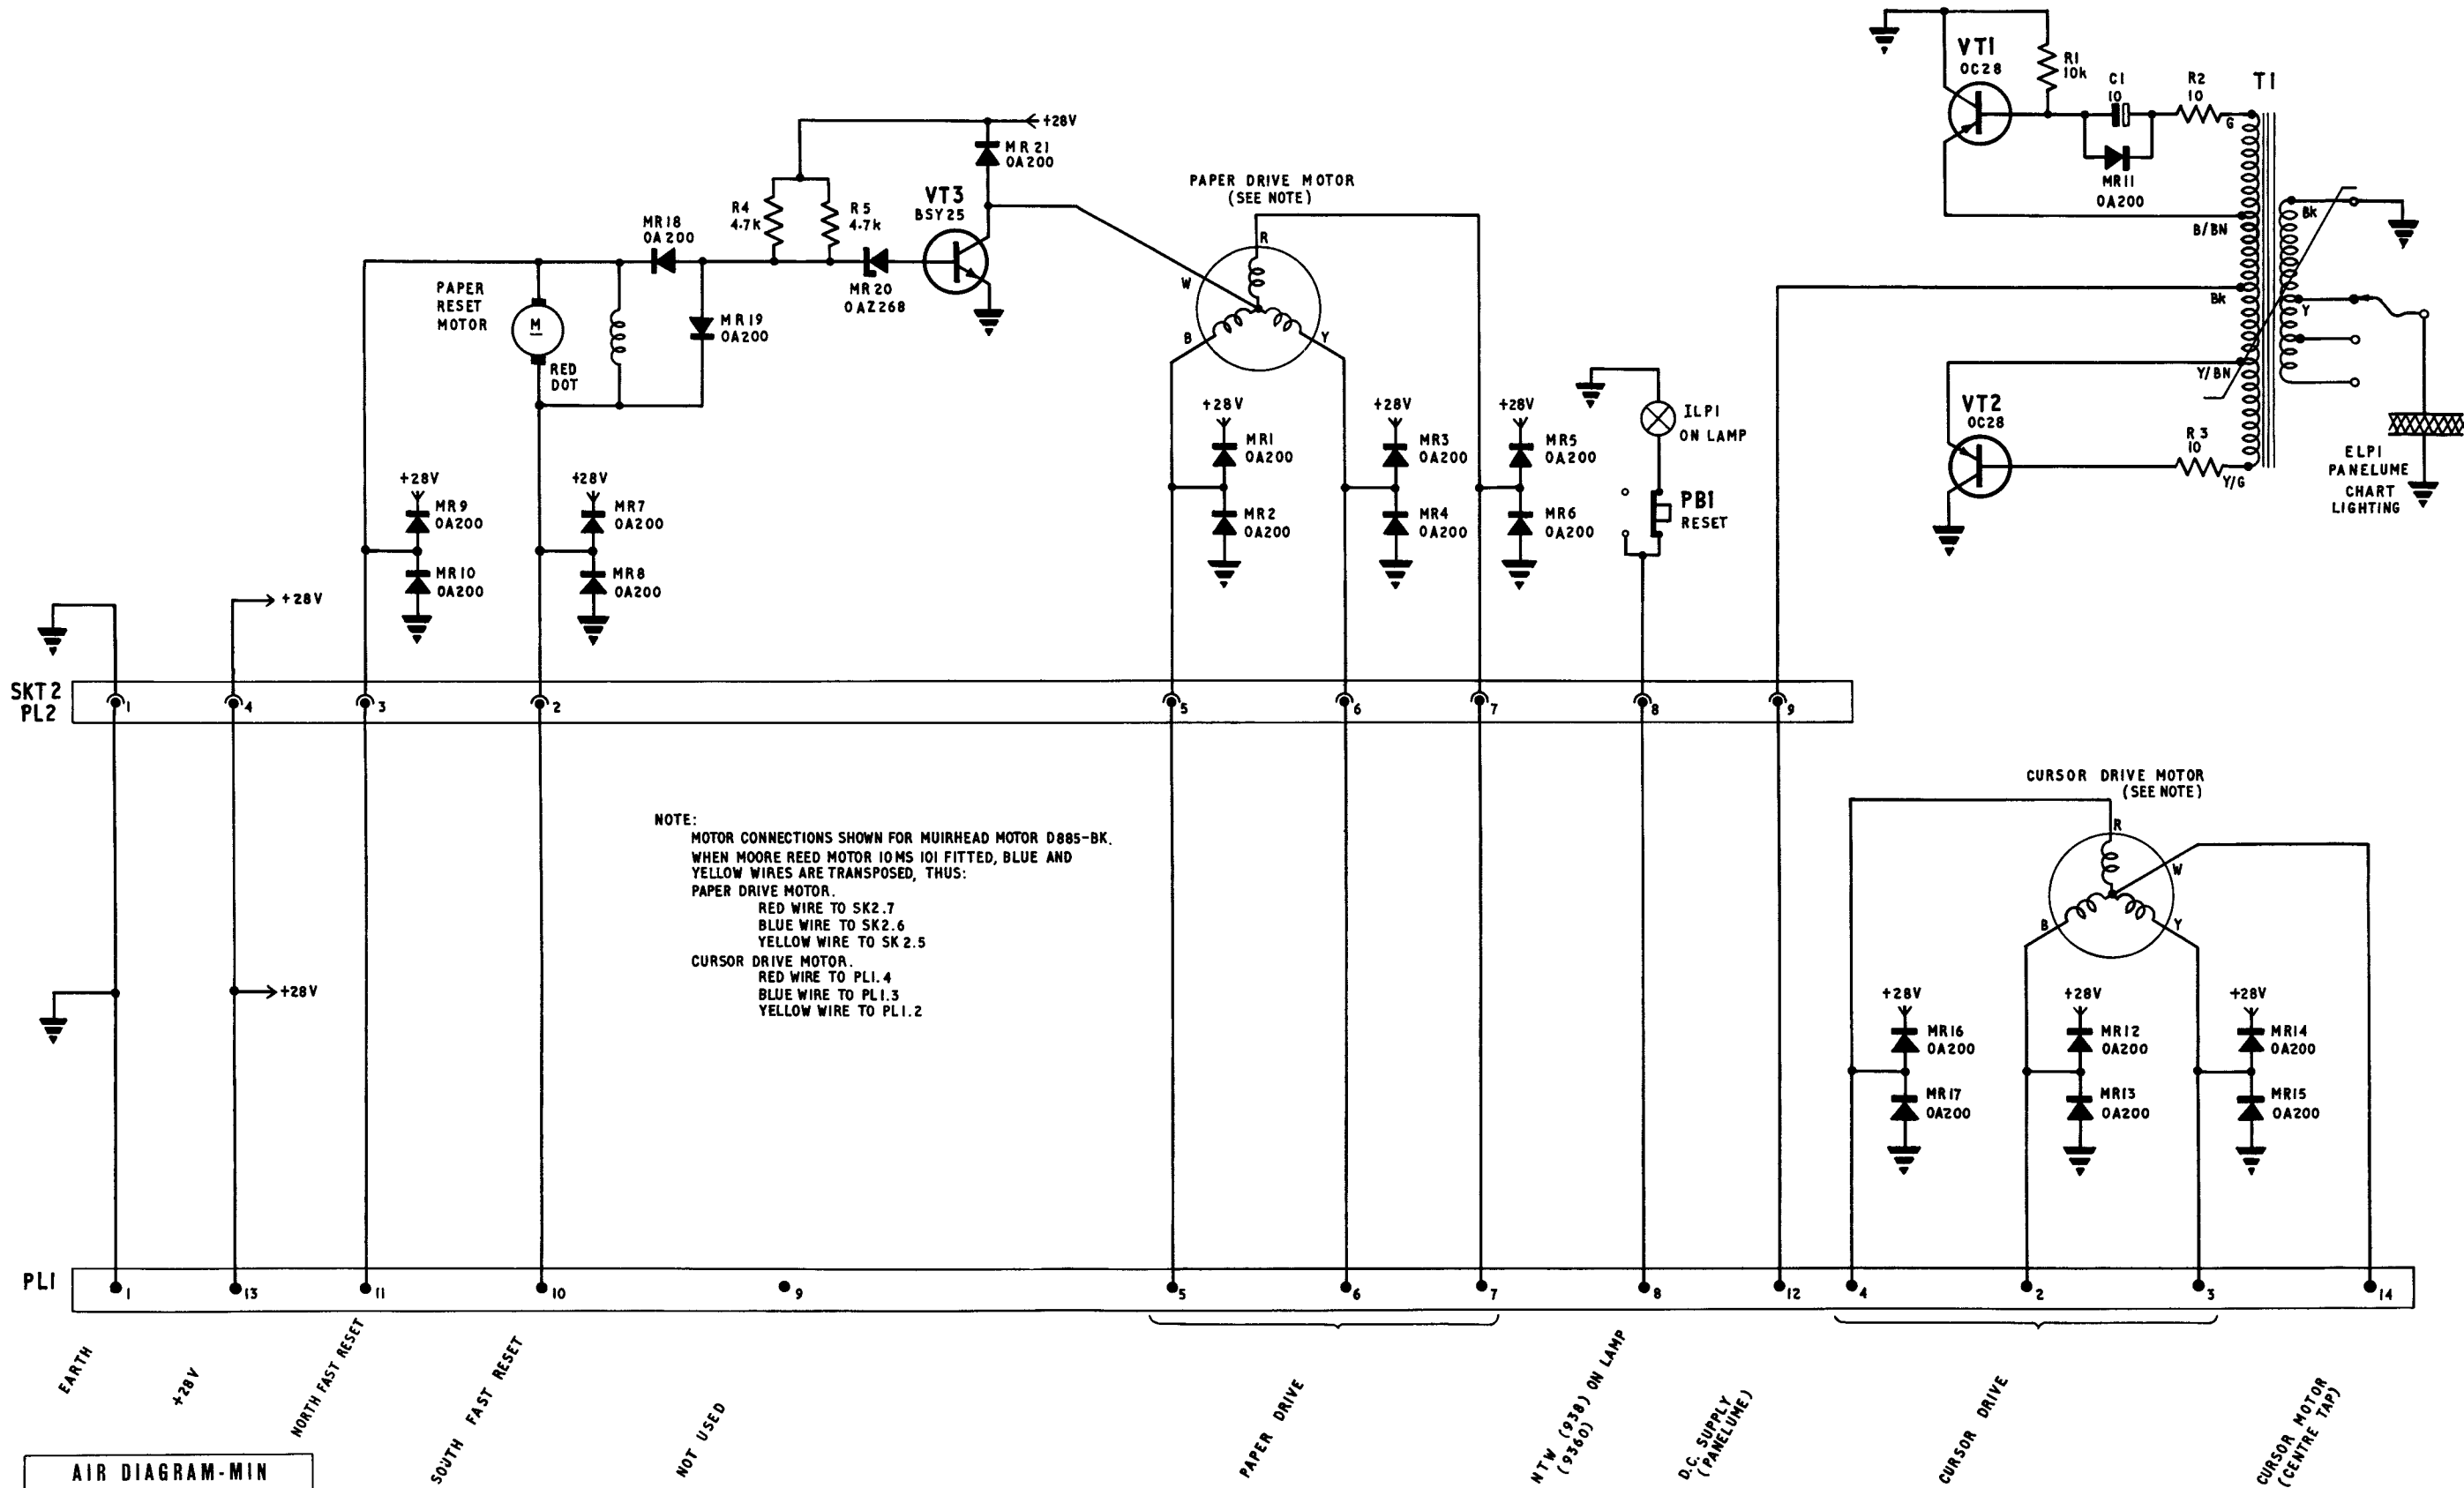 VT1
OC28
R1
10k
C1
10
R2
10
T1
G
MR11
OA200
B/BN
Bk
Bk
Y
Y/BN
VT2
OC28
R3
10
Y/G
ELP1
PANELUME
CHART
LIGHTING
+28V
MR21
OA200
VT3
BSY25
R4
4.7k
R5
4.7k
MR18
OA200
MR20
OAZ268
MR19
OA200
PAPER
RESET
MOTOR
M
RED
DOT
PAPER DRIVE MOTOR
(SEE NOTE)
R
W
B
Y
+28V
MR9
OA200
MR10
OA200
+28V
MR7
OA200
MR8
OA200
+28V
MR1
OA200
MR2
OA200
+28V
MR3
OA200
MR4
OA200
+28V
MR5
OA200
MR6
OA200
ILP1
ON LAMP
PB1
RESET
+28V
SKT2
PL2
1
4
3
2
5
6
7
8
9
+28V
NOTE:
MOTOR CONNECTIONS SHOWN FOR MUIRHEAD MOTOR D885-BK.
WHEN MOORE REED MOTOR 10MS 101 FITTED, BLUE AND
YELLOW WIRES ARE TRANSPOSED, THUS:
PAPER DRIVE MOTOR.
RED WIRE TO SK2.7
BLUE WIRE TO SK2.6
YELLOW WIRE TO SK2.5
CURSOR DRIVE MOTOR.
RED WIRE TO PL1.4
BLUE WIRE TO PL1.3
YELLOW WIRE TO PL1.2
CURSOR DRIVE MOTOR
(SEE NOTE)
R
W
B
Y
+28V
MR16
OA200
MR17
OA200
+28V
MR12
OA200
MR13
OA200
+28V
MR14
OA200
MR15
OA200
PL1
1
13
11
10
9
5
6
7
8
12
4
2
3
14
EARTH
+28V
NORTH FAST RESET
SOUTH FAST RESET
NOT USED
PAPER DRIVE
NTW (938) ON LAMP
(9360)
D.C. SUPPLY
(PANELUME)
CURSOR DRIVE
CURSOR MOTOR
(CENTRE TAP)
AIR DIAGRAM-MIN